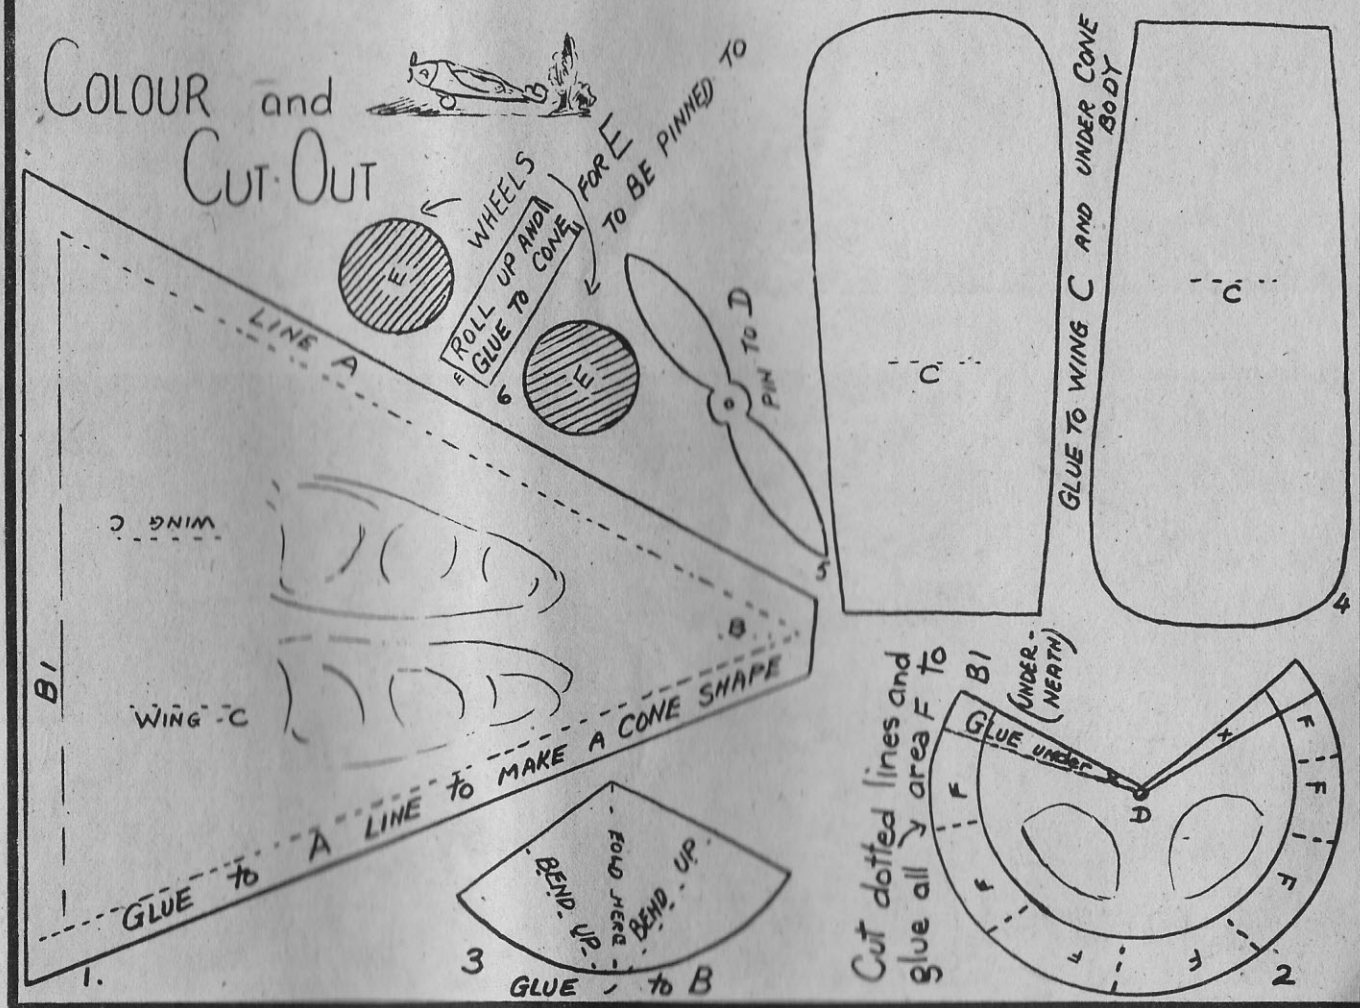 COLOUR and
CUT-OUT
WHEELS
ROLL UP AND
GLUE TO CONE
FOR E
TO BE PINNED TO
E
E
E
6
PIN TO D
5
C
GLUE TO WING C AND UNDER CONE
BODY
C
4
LINE A
B1
WING C
WING C
B
GLUE to A LINE to MAKE A CONE SHAPE
1.
BEND UP
FOLD HERE
BEND UP
3
GLUE to B
Cut dotted lines and
glue all area F to
B1
(UNDER-
NEATH)
GLUE under
x
A
F
F
F
F
F
F
F
2